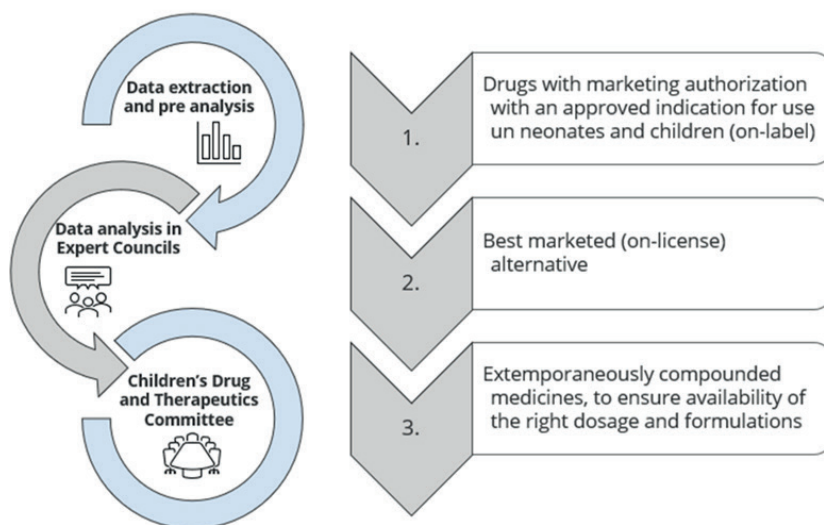 Data extraction
and pre analysis
Data analysis in
Expert Councils
Children's Drug
and Therapeutics
Committee
1.
Drugs with marketing authorization
with an approved indication for use
un neonates and children (on-label)
2.
Best marketed (on-license)
alternative
3.
Extemporaneously compounded
medicines, to ensure availability of
the right dosage and formulations